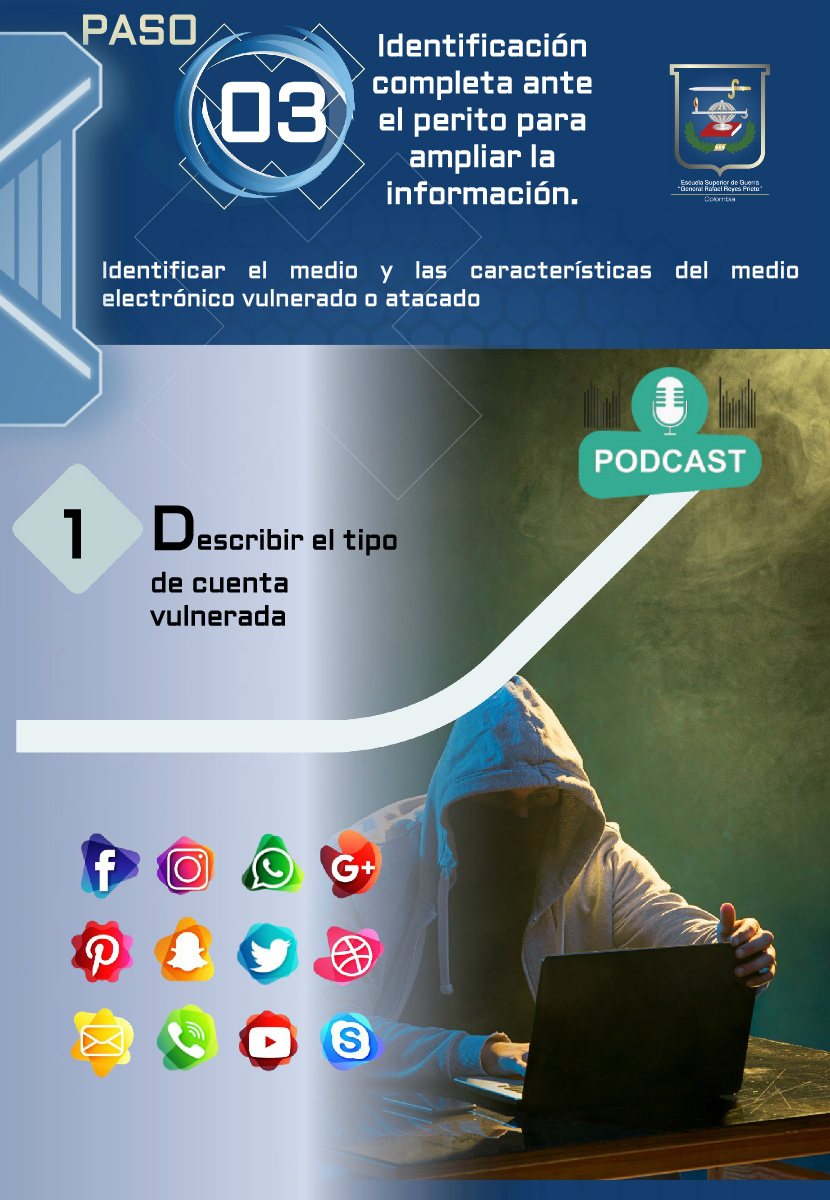 PASO
03
Identificación
completa ante
el perito para
ampliar la
información.
Escuela Superior de Guerra
"General Rafael Reyes Prieto"
Colombia
Identificar el medio y las características del medio
electrónico vulnerado o atacado
PODCAST
1
Describir el tipo
de cuenta
vulnerada
f
G+
S